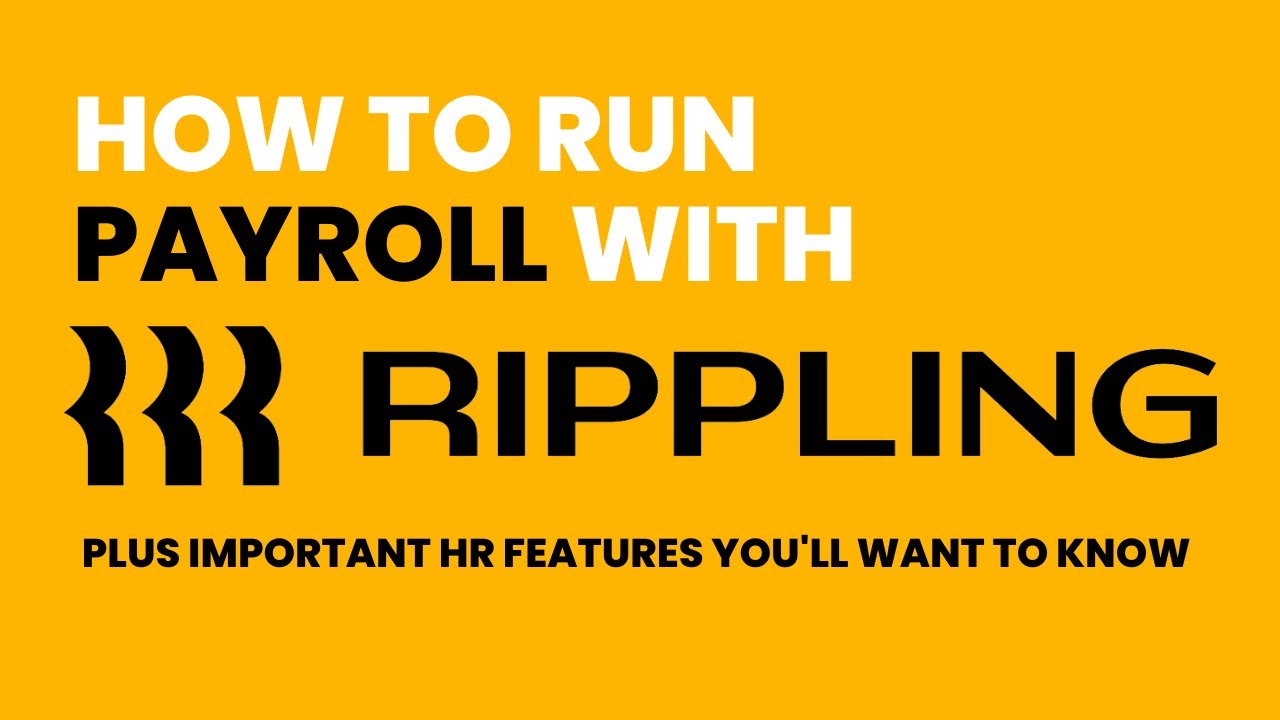 HOW TO RUN
PAYROLL WITH
RIPPLING
PLUS IMPORTANT HR FEATURES YOU'LL WANT TO KNOW